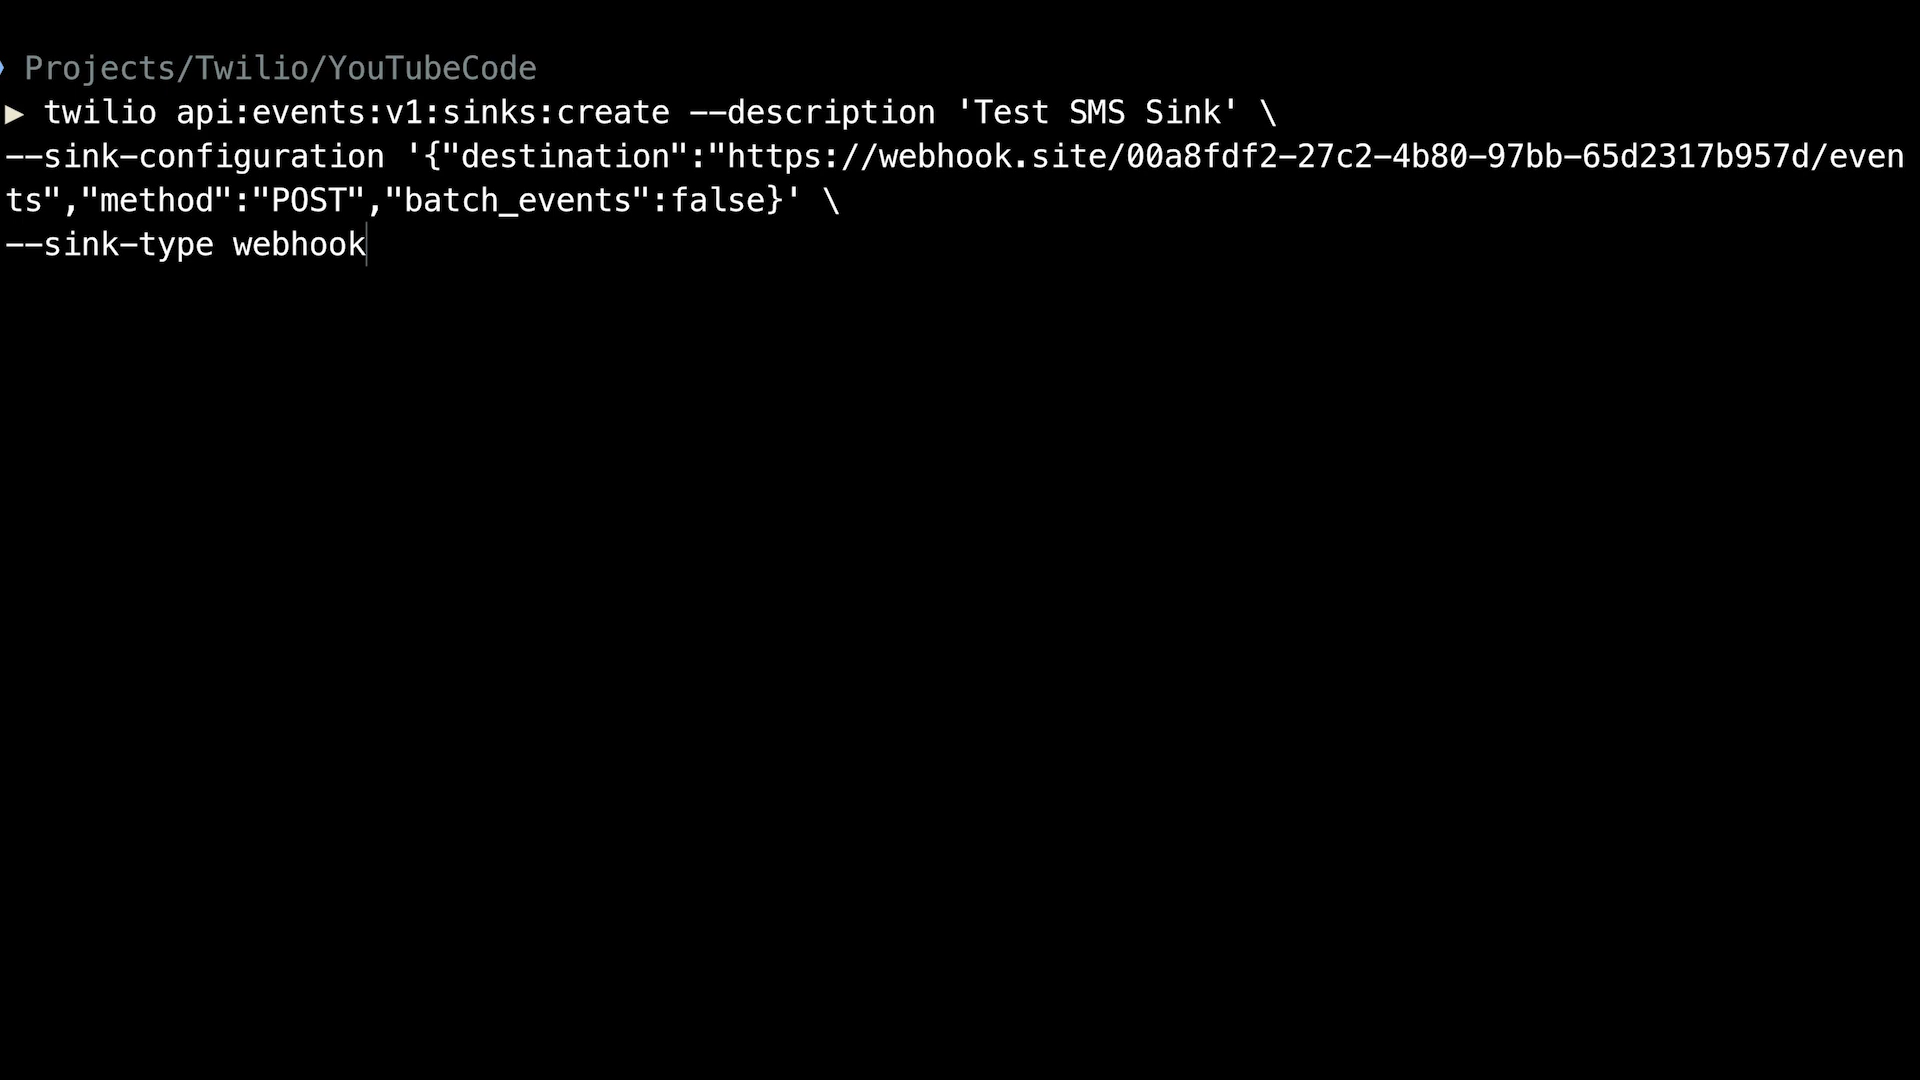 Projects/Twilio/YouTubeCode
▶ twilio api:events:v1:sinks:create --description 'Test SMS Sink' \
--sink-configuration '{"destination":"https://webhook.site/00a8fdf2-27c2-4b80-97bb-65d2317b957d/even
ts","method":"POST","batch_events":false}' \
--sink-type webhook